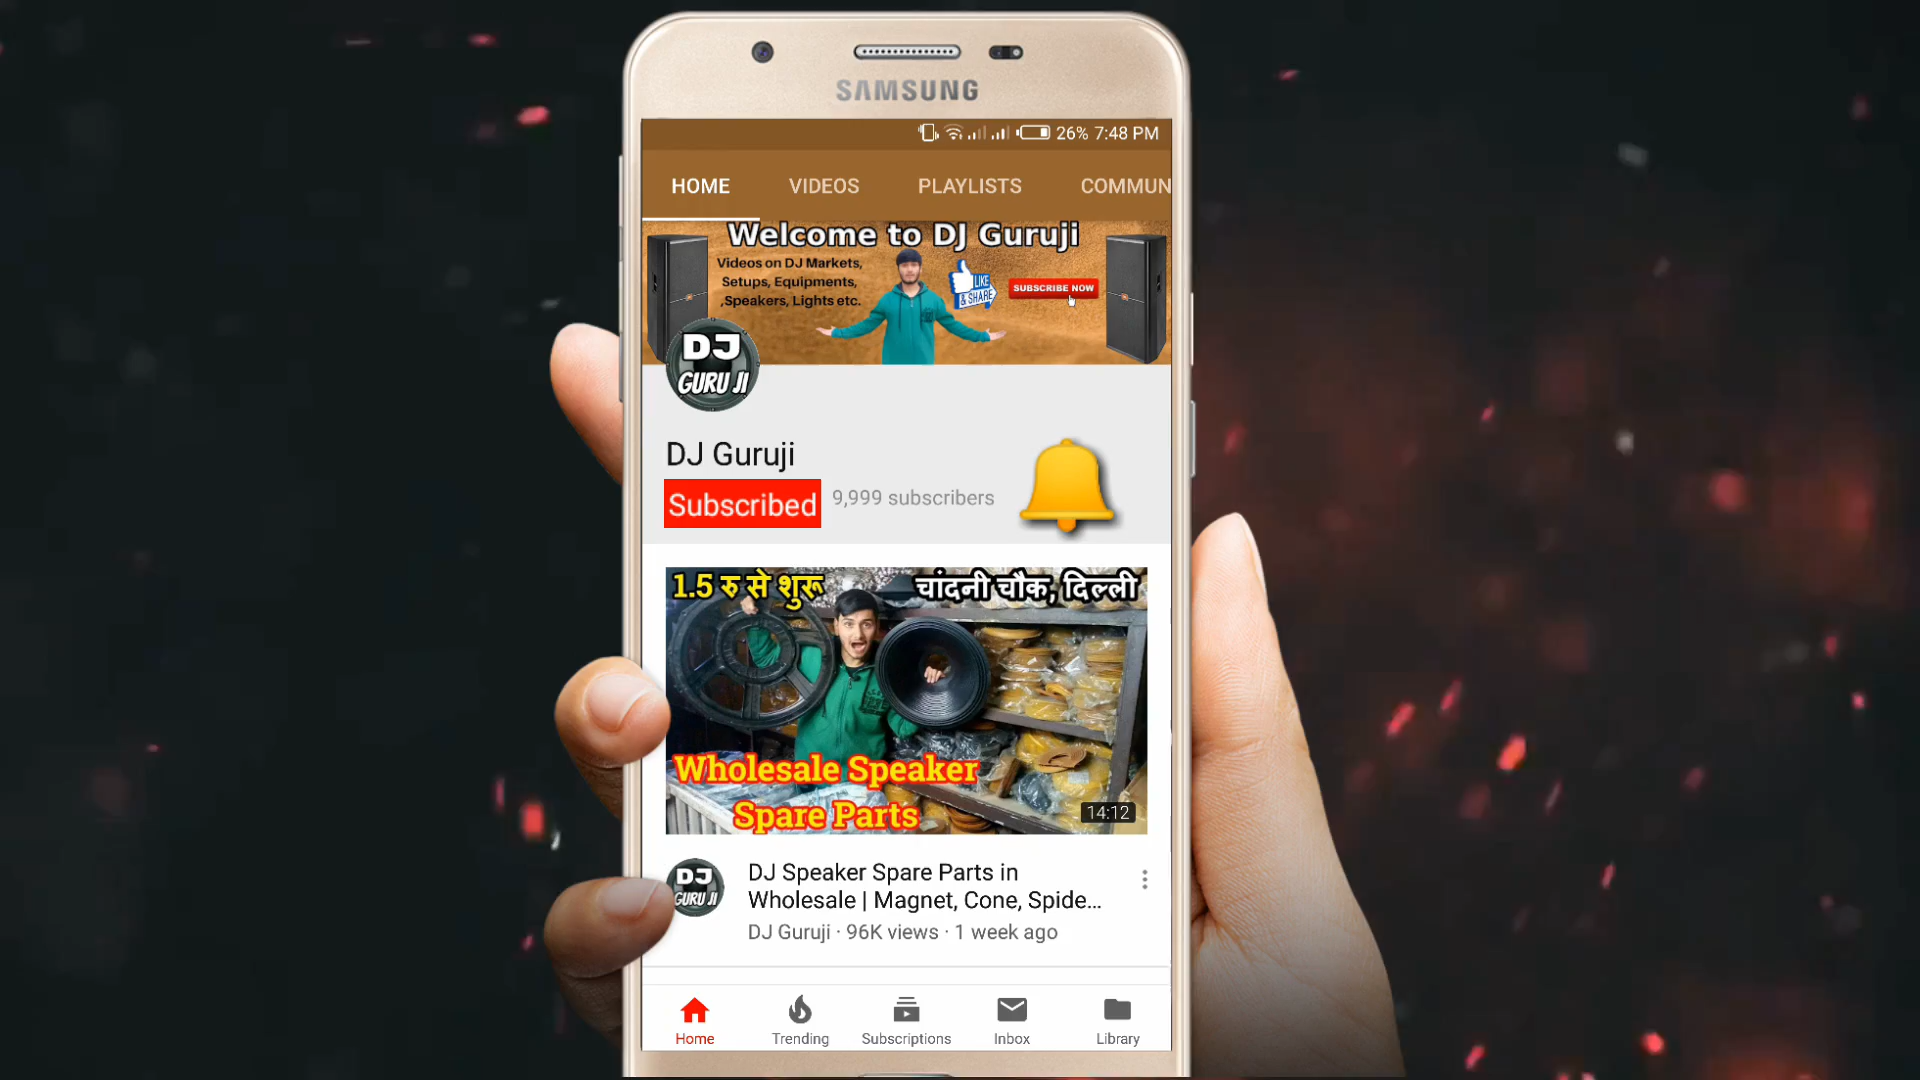 SAMSUNG
26% 7:48 PM
HOME VIDEOS PLAYLISTS COMMUN
Welcome to DJ Guruji
Videos on DJ Markets,
Setups, Equipments,
,Speakers, Lights etc.
LIKE
& SHARE
SUBSCRIBE NOW
DJ
GURU JI
DJ Guruji
Subscribed 9,999 subscribers
1.5 रु से शुरू चांदनी चौक, दिल्ली
Wholesale Speaker
Spare Parts
14:12
DJ
GURU JI
DJ Speaker Spare Parts in
Wholesale | Magnet, Cone, Spide...
DJ Guruji · 96K views · 1 week ago
Home Trending Subscriptions Inbox Library